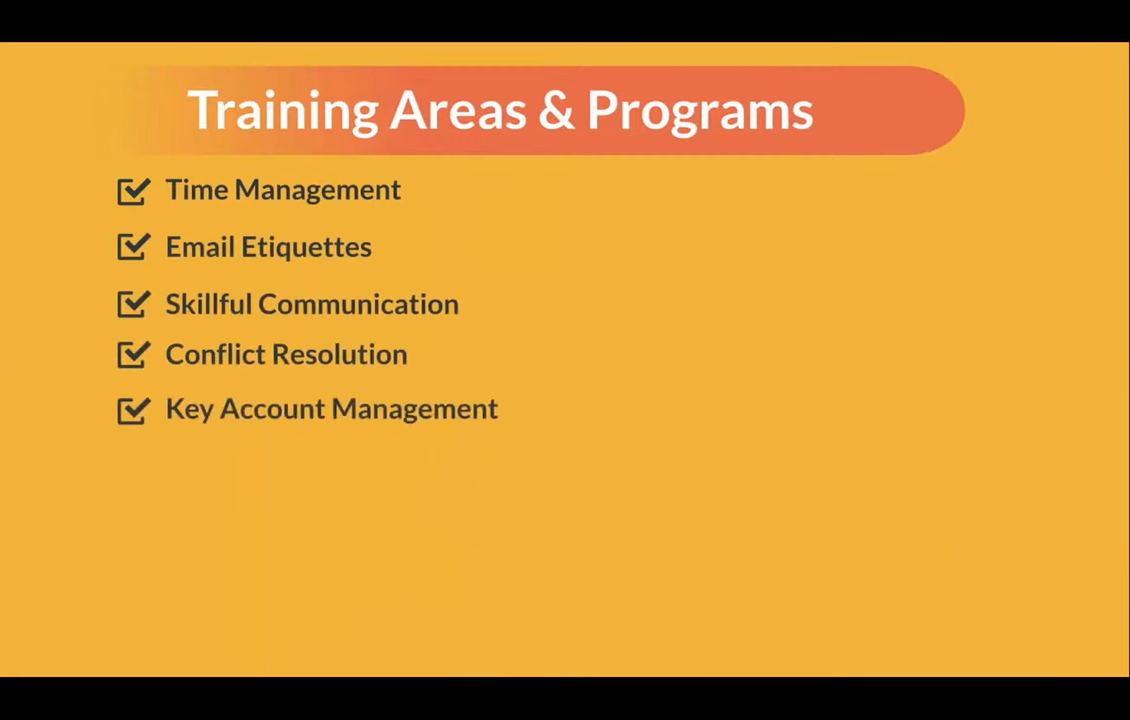 Training Areas & Programs
Time Management
Email Etiquettes
Skillful Communication
Conflict Resolution
Key Account Management